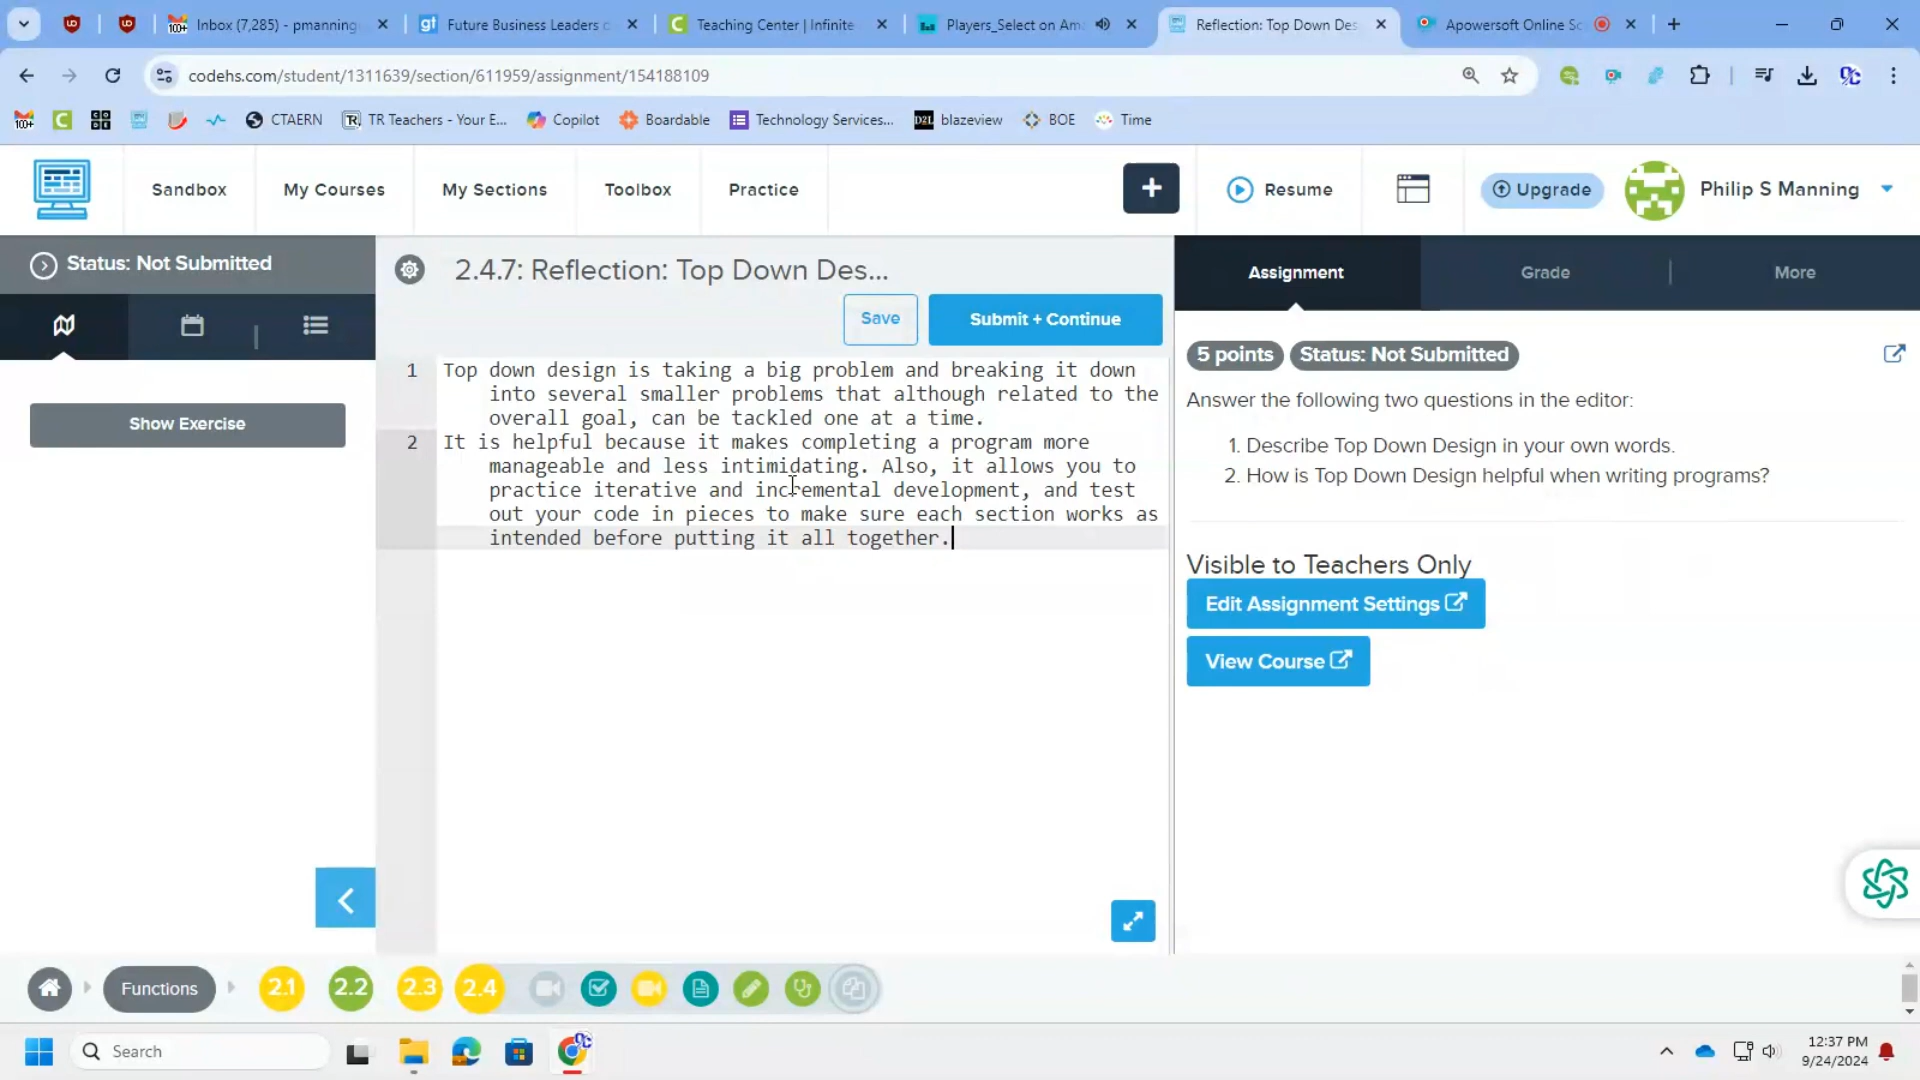 Inbox (7,285) - pmanning
Future Business Leaders o
Teaching Center | Infinite
Players_Select on Am
Reflection: Top Down Des
Apowersoft Online Sc
codehs.com/student/1311639/section/611959/assignment/154188109
CTAERN
TR Teachers - Your E...
Copilot
Boardable
Technology Services...
D2L blazeview
BOE
Time
Sandbox
My Courses
My Sections
Toolbox
Practice
+
Resume
Upgrade
Philip S Manning
Status: Not Submitted
2.4.7: Reflection: Top Down Des...
Save
Submit + Continue
Assignment
Grade
More
Show Exercise
1 Top down design is taking a big problem and breaking it down
into several smaller problems that although related to the
overall goal, can be tackled one at a time.
2 It is helpful because it makes completing a program more
manageable and less intimidating. Also, it allows you to
practice iterative and incremental development, and test
out your code in pieces to make sure each section works as
intended before putting it all together.
5 points
Status: Not Submitted
Answer the following two questions in the editor:
1. Describe Top Down Design in your own words.
2. How is Top Down Design helpful when writing programs?
Visible to Teachers Only
Edit Assignment Settings
View Course
Functions
2.1
2.2
2.3
2.4
Search
12:37 PM
9/24/2024